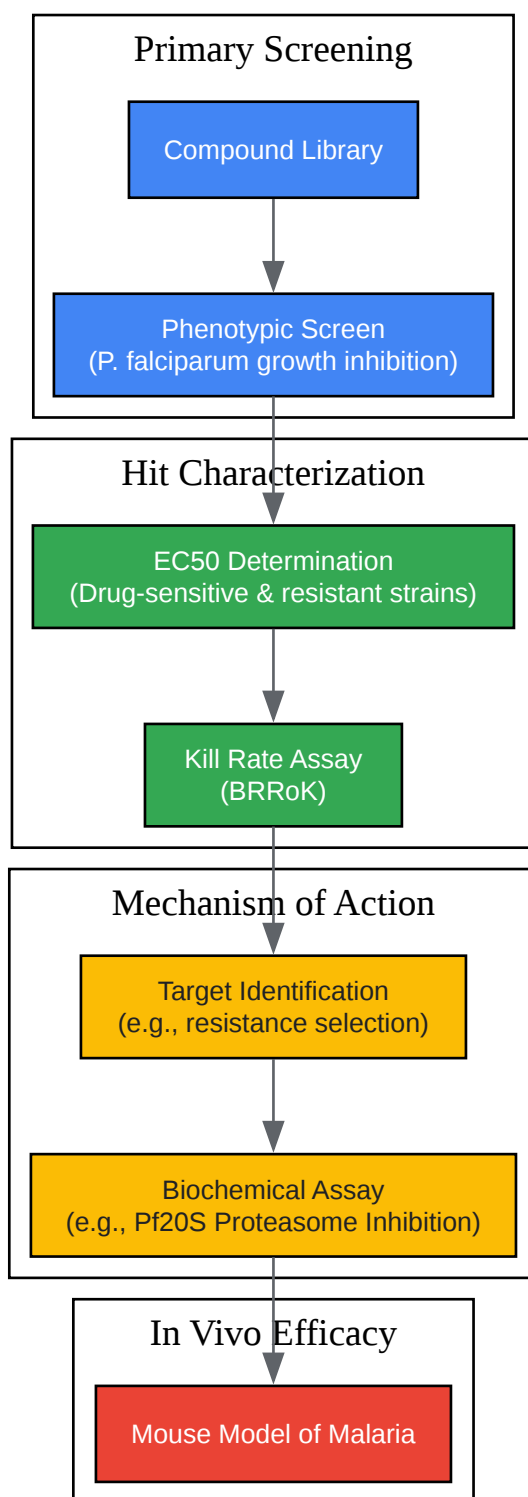 Primary Screening
Compound Library
Phenotypic Screen
(P. falciparum growth inhibition)
Hit Characterization
EC50 Determination
(Drug-sensitive & resistant strains)
Kill Rate Assay
(BRRoK)
Mechanism of Action
Target Identification
(e.g., resistance selection)
Biochemical Assay
(e.g., Pf20S Proteasome Inhibition)
In Vivo Efficacy
Mouse Model of Malaria